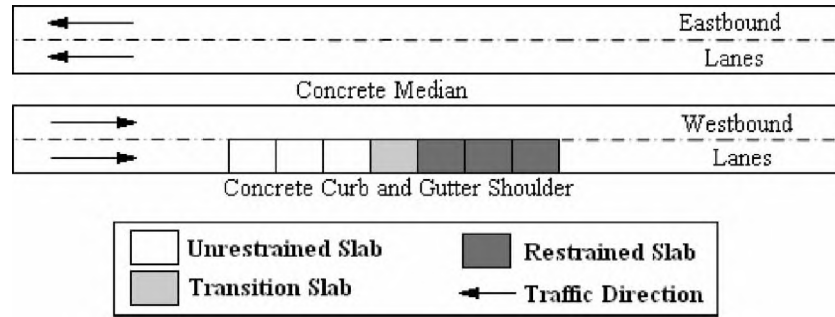 Eastbound
Lanes
Concrete Median
Westbound
Lanes
Concrete Curb and Gutter Shoulder
Unrestrained Slab
Restrained Slab
Transition Slab
Traffic Direction